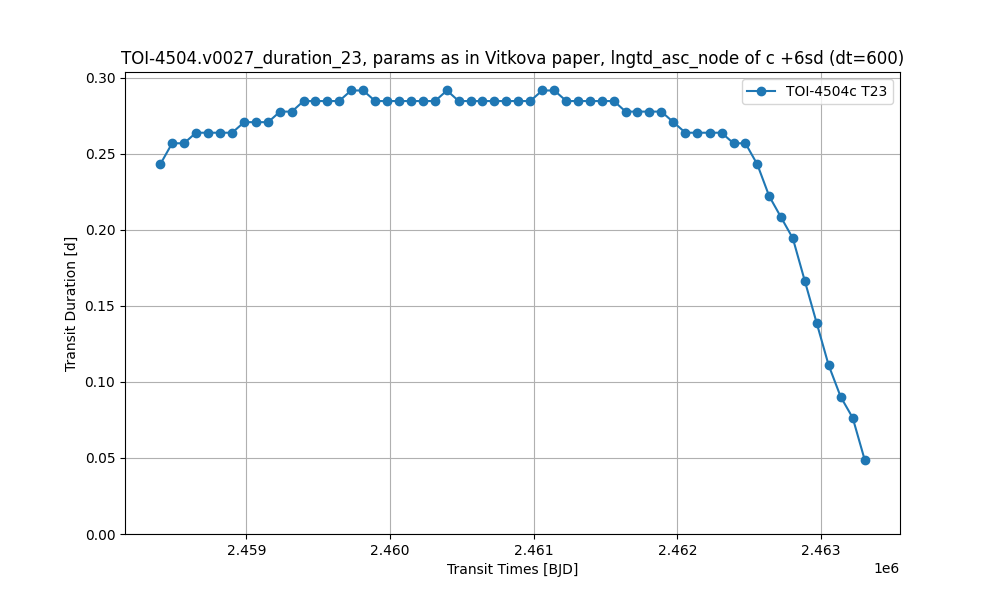 TOI-4504.v0027_duration_23, params as in Vitkova paper, lngtd_asc_node of c +6sd (dt=600)
TOI-4504c T23
0.30
0.25
0.20
0.15
0.10
0.05
0.00
Transit Duration [d]
2.459 2.460 2.461 2.462 2.463
1e6
Transit Times [BJD]